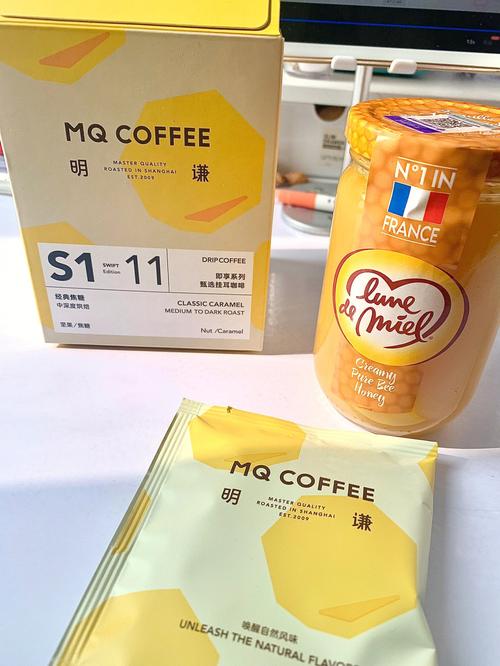 MQ COFFEE
明 谦
MASTER QUALITY
ROASTED IN SHANGHAI
EST.2009
S1 SWIFT Edition 11
DRIPCOFFEE
即享系列
甄选挂耳咖啡
经典焦糖
中深度烘焙
坚果/焦糖
CLASSIC CARAMEL
MEDIUM TO DARK ROAST
Nut /Caramel
N°1 IN
FRANCE
lune
de Miel
Creamy
Pure Bee
Honey
MQ COFFEE
明 谦
MASTER QUALITY
ROASTED IN SHANGHAI
EST.2009
唤醒自然风味
UNLEASH THE NATURAL FLAVOR